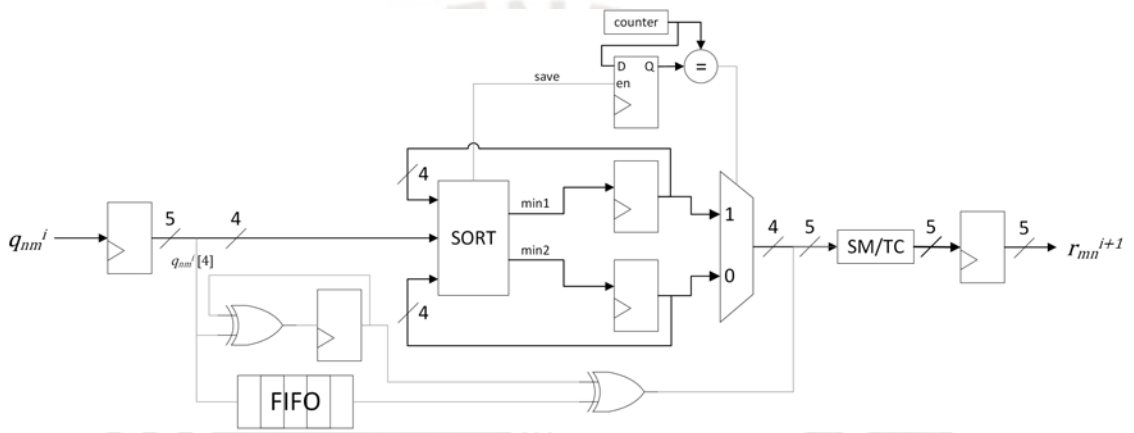 counter
D Q
=
en
save
4
min1
1
5
4
4
5
5
5
q_nm^i
SORT
SM/TC
r_mn^{i+1}
q_nm^i [4]
min2
0
4
FIFO